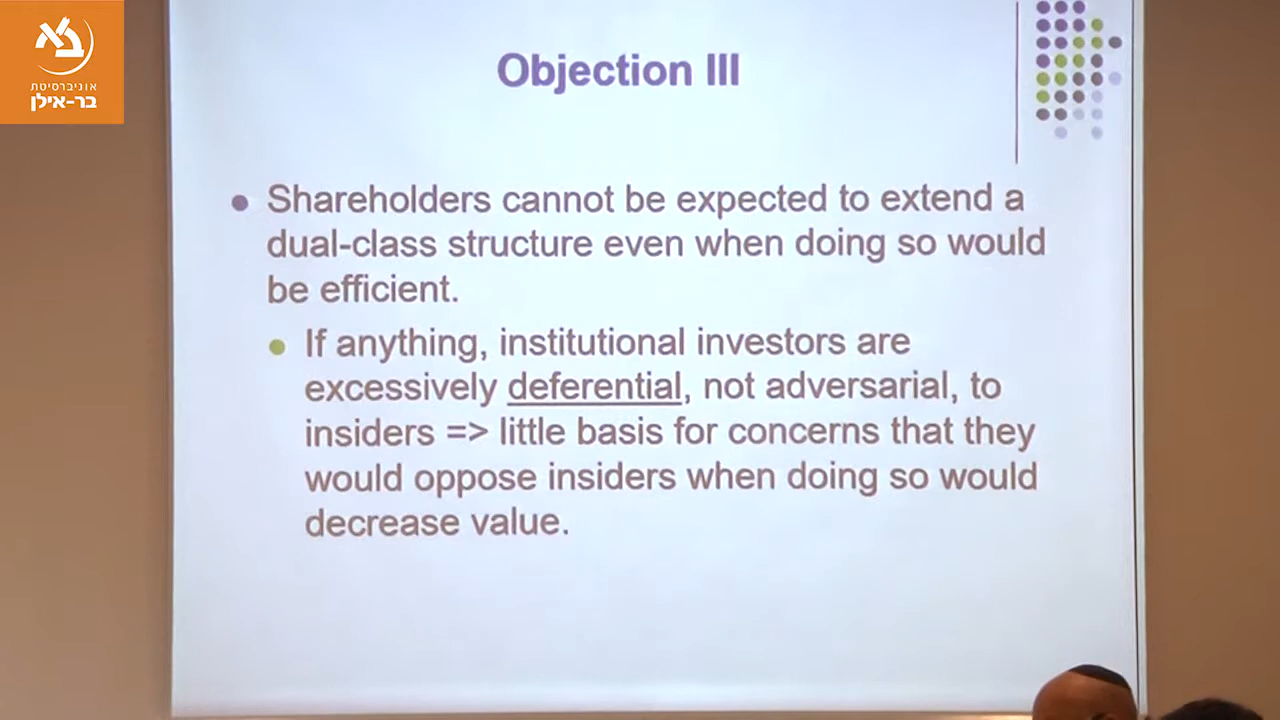 אוניברסיטת
בר-אילן
Objection III
Shareholders cannot be expected to extend a
dual-class structure even when doing so would
be efficient.
If anything, institutional investors are
excessively deferential, not adversarial, to
insiders => little basis for concerns that they
would oppose insiders when doing so would
decrease value.